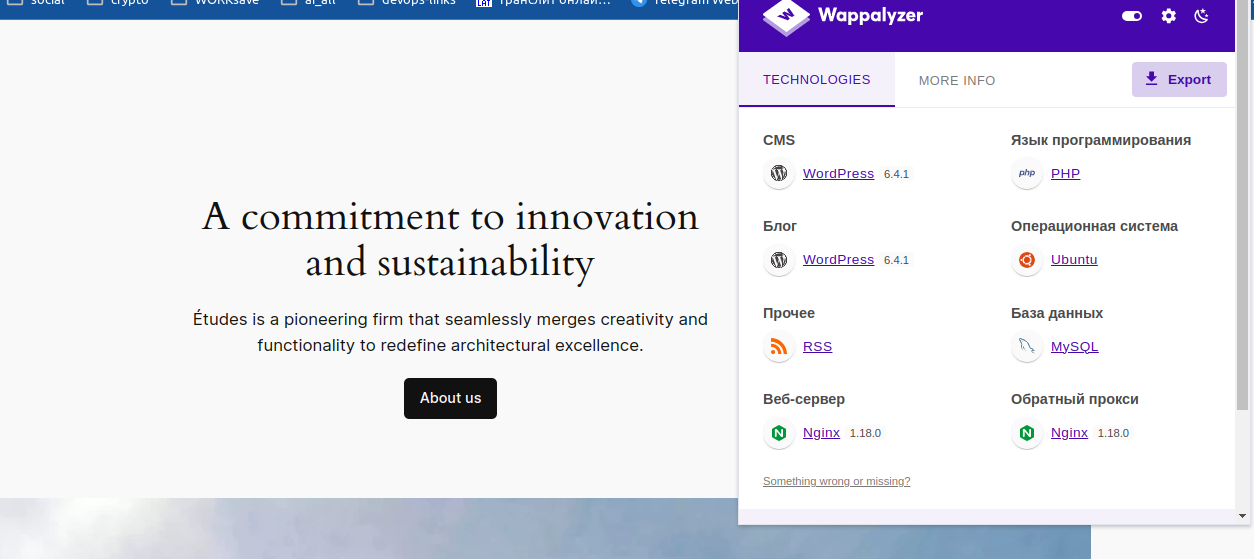 social
crypto
WORKsave
ai_all
devops-links
LAT
Транслит онлай...
Telegram Web
W
Wappalyzer
TECHNOLOGIES
MORE INFO
Export
A commitment to innovation
and sustainability
Études is a pioneering firm that seamlessly merges creativity and
functionality to redefine architectural excellence.
About us
CMS
WordPress 6.4.1
Язык программирования
php PHP
Блог
WordPress 6.4.1
Операционная система
Ubuntu
Прочее
RSS
База данных
MySQL
Веб-сервер
Nginx 1.18.0
Обратный прокси
Nginx 1.18.0
Something wrong or missing?